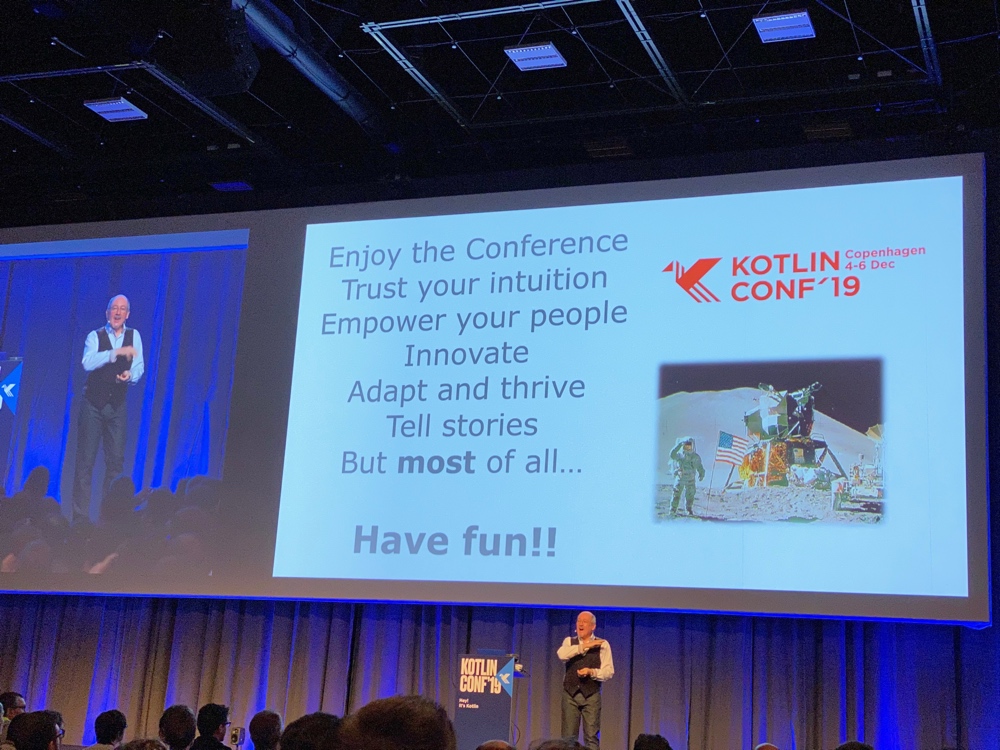 Enjoy the Conference
Trust your intuition
Empower your people
Innovate
Adapt and thrive
Tell stories
But most of all...
Have fun!!
KOTLIN
CONF´19
Copenhagen
4-6 Dec
KOTLIN
CONF'19
Hey!
It's Kotlin